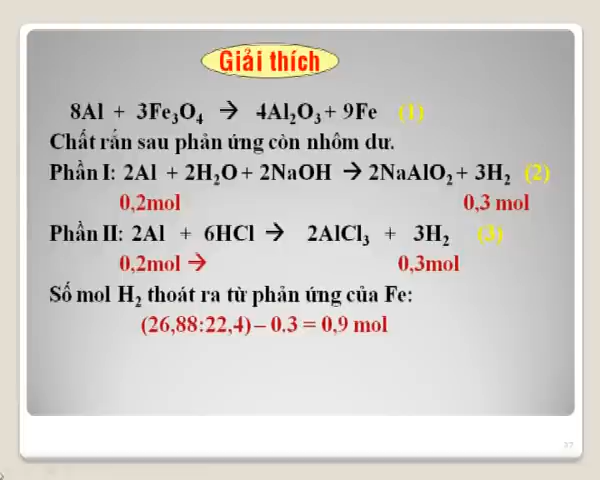 Giải thích
8Al + 3Fe₃O₄ → 4Al₂O₃ + 9Fe (1)
Chất rắn sau phản ứng còn nhôm dư.
Phần I: 2Al + 2H₂O + 2NaOH → 2NaAlO₂ + 3H₂ (2)
0,2mol 0,3 mol
Phần II: 2Al + 6HCl → 2AlCl₃ + 3H₂ (3)
0,2mol → 0,3mol
Số mol H₂ thoát ra từ phản ứng của Fe:
(26,88:22,4) – 0.3 = 0,9 mol
37